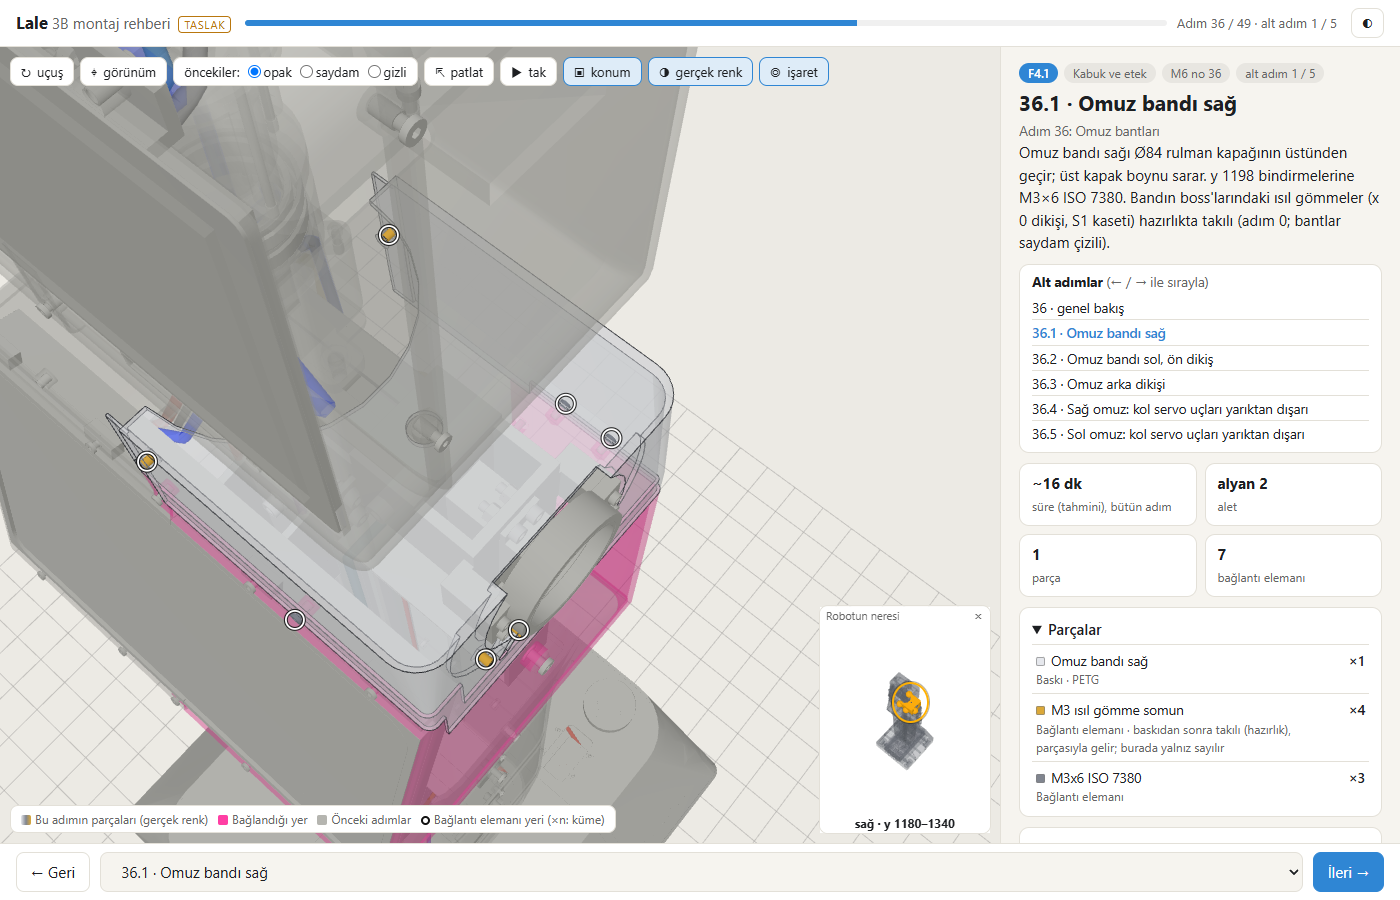 Lale 3B montaj rehberi TASLAK
Adım 36 / 49 · alt adım 1 / 5
↻ uçuş
⌖ görünüm
öncekiler: opak saydam gizli
⇱ patlat
▶ tak
▣ konum
◑ gerçek renk
◎ işaret
Robotun neresi ×
sağ · y 1180–1340
Bu adımın parçaları (gerçek renk) Bağlandığı yer Önceki adımlar Bağlantı elemanı yeri (×n: küme)
F4.1 Kabuk ve etek M6 no 36 alt adım 1 / 5
36.1 · Omuz bandı sağ
Adım 36: Omuz bantları
Omuz bandı sağı Ø84 rulman kapağının üstünden
geçir; üst kapak boynu sarar. y 1198 bindirmelerine
M3×6 ISO 7380. Bandın boss'larındaki ısıl gömmeler (x
0 dikişi, S1 kaseti) hazırlıkta takılı (adım 0; bantlar
saydam çizili).
Alt adımlar (← / → ile sırayla)
36 · genel bakış
36.1 · Omuz bandı sağ
36.2 · Omuz bandı sol, ön dikiş
36.3 · Omuz arka dikişi
36.4 · Sağ omuz: kol servo uçları yarıktan dışarı
36.5 · Sol omuz: kol servo uçları yarıktan dışarı
~16 dk
süre (tahmini), bütün adım
alyan 2
alet
1
parça
7
bağlantı elemanı
▼ Parçalar
Omuz bandı sağ ×1
Baskı · PETG
M3 ısıl gömme somun ×4
Bağlantı elemanı · baskıdan sonra takılı (hazırlık),
parçasıyla gelir; burada yalnız sayılır
M3x6 ISO 7380 ×3
Bağlantı elemanı
← Geri
36.1 · Omuz bandı sağ
İleri →